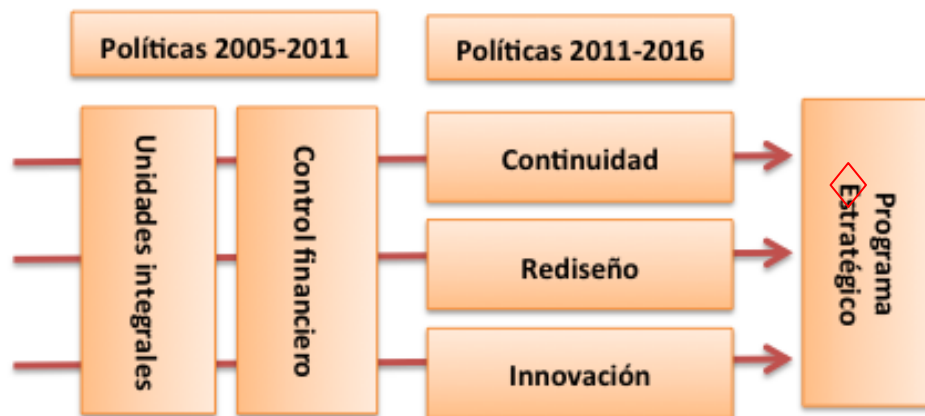 Políticas 2005-2011
Políticas 2011-2016
Unidades integrales
Control financiero
Continuidad
Rediseño
Innovación
Programa
Estratégico